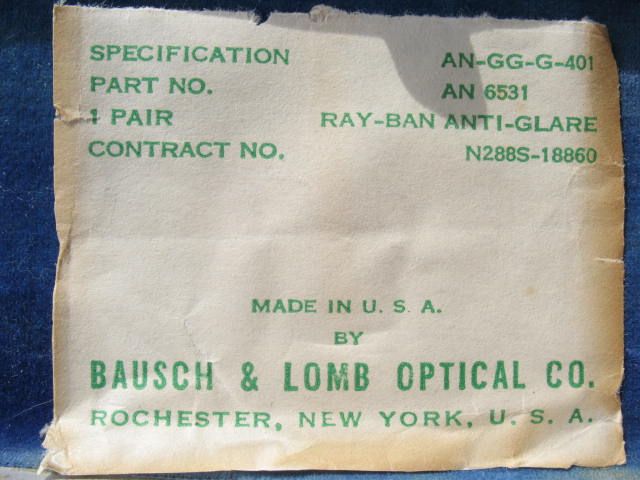 SPECIFICATION AN-GG-G-401
PART NO. AN 6531
1 PAIR RAY-BAN ANTI-GLARE
CONTRACT NO. N288S-18860
MADE IN U. S. A.
BY
BAUSCH & LOMB OPTICAL CO.
ROCHESTER, NEW YORK, U. S. A.